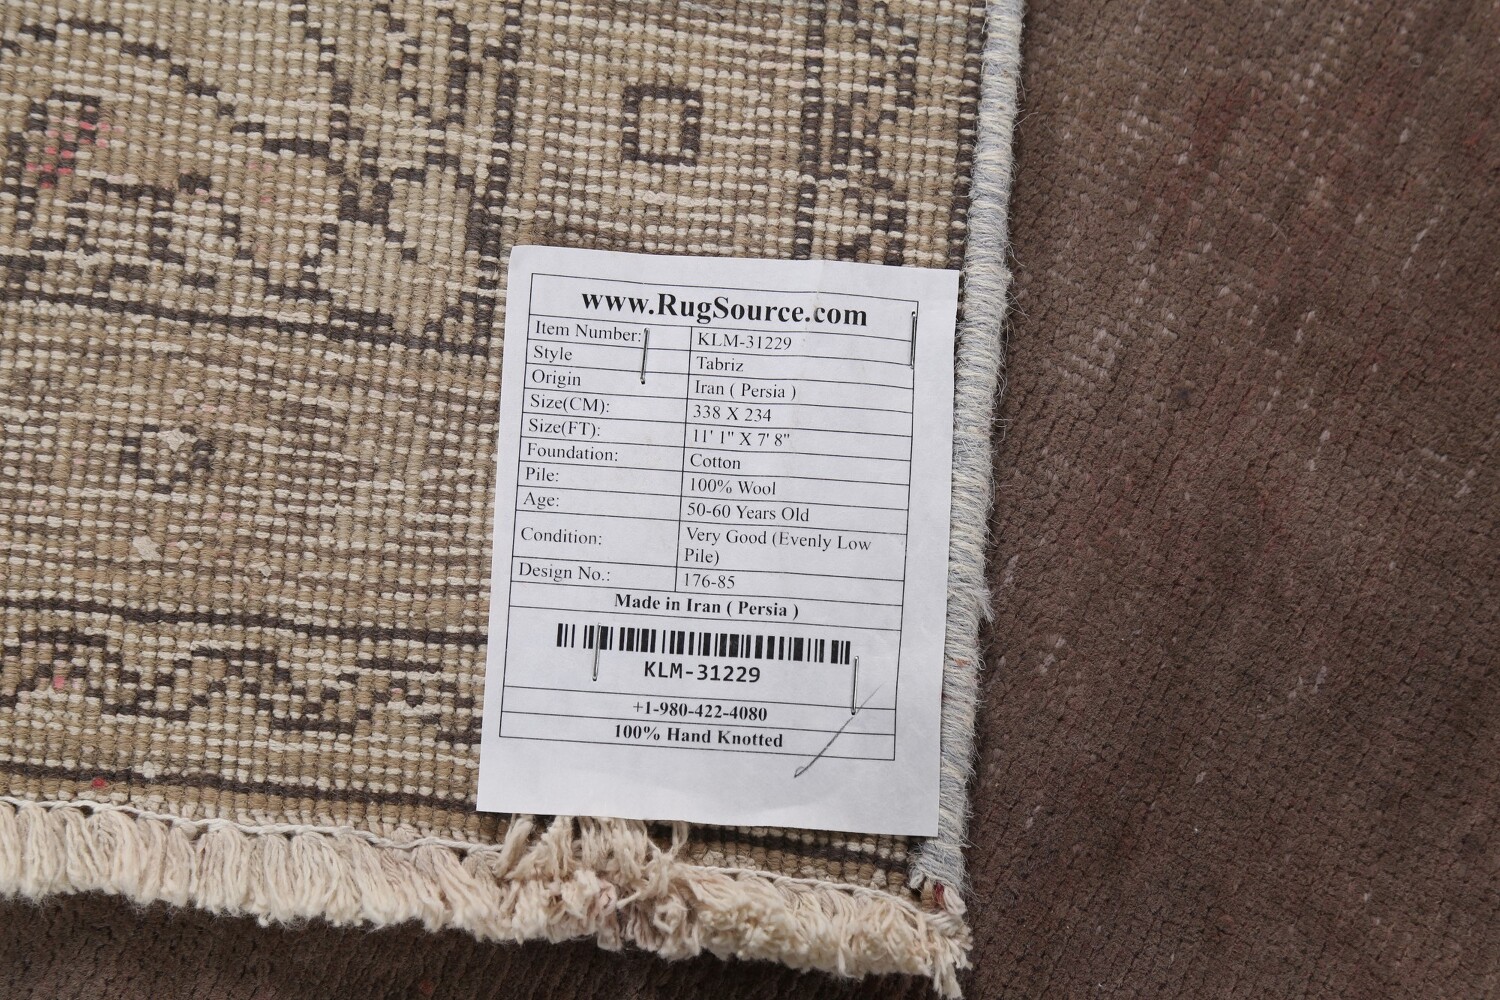 www.RugSource.com
Item Number: KLM-31229
Style Tabriz
Origin Iran ( Persia )
Size(CM): 338 X 234
Size(FT): 11' 1" X 7' 8"
Foundation: Cotton
Pile: 100% Wool
Age: 50-60 Years Old
Condition: Very Good (Evenly Low
Pile)
Design No.: 176-85
Made in Iran ( Persia )
KLM-31229
+1-980-422-4080
100% Hand Knotted